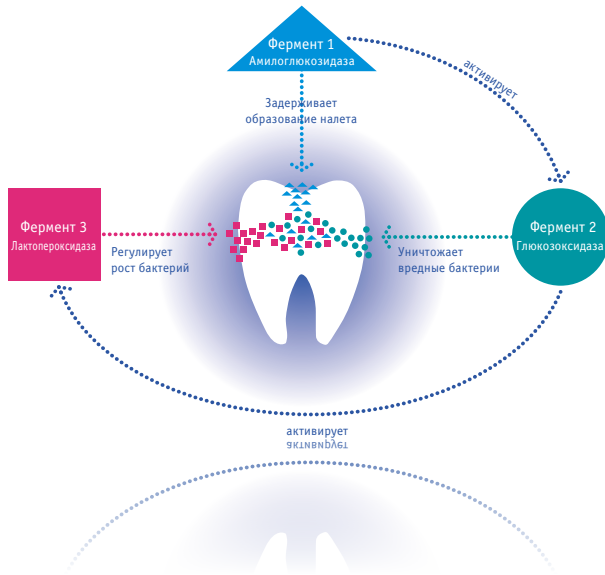 Фермент 1
Амилоглюкозидаза
активирует
Задерживает
образование налета
Фермент 3
Лактопероксидаза
Регулирует
рост бактерий
Фермент 2
Глюкозоксидаза
Уничтожает
вредные бактерии
активирует
активирует